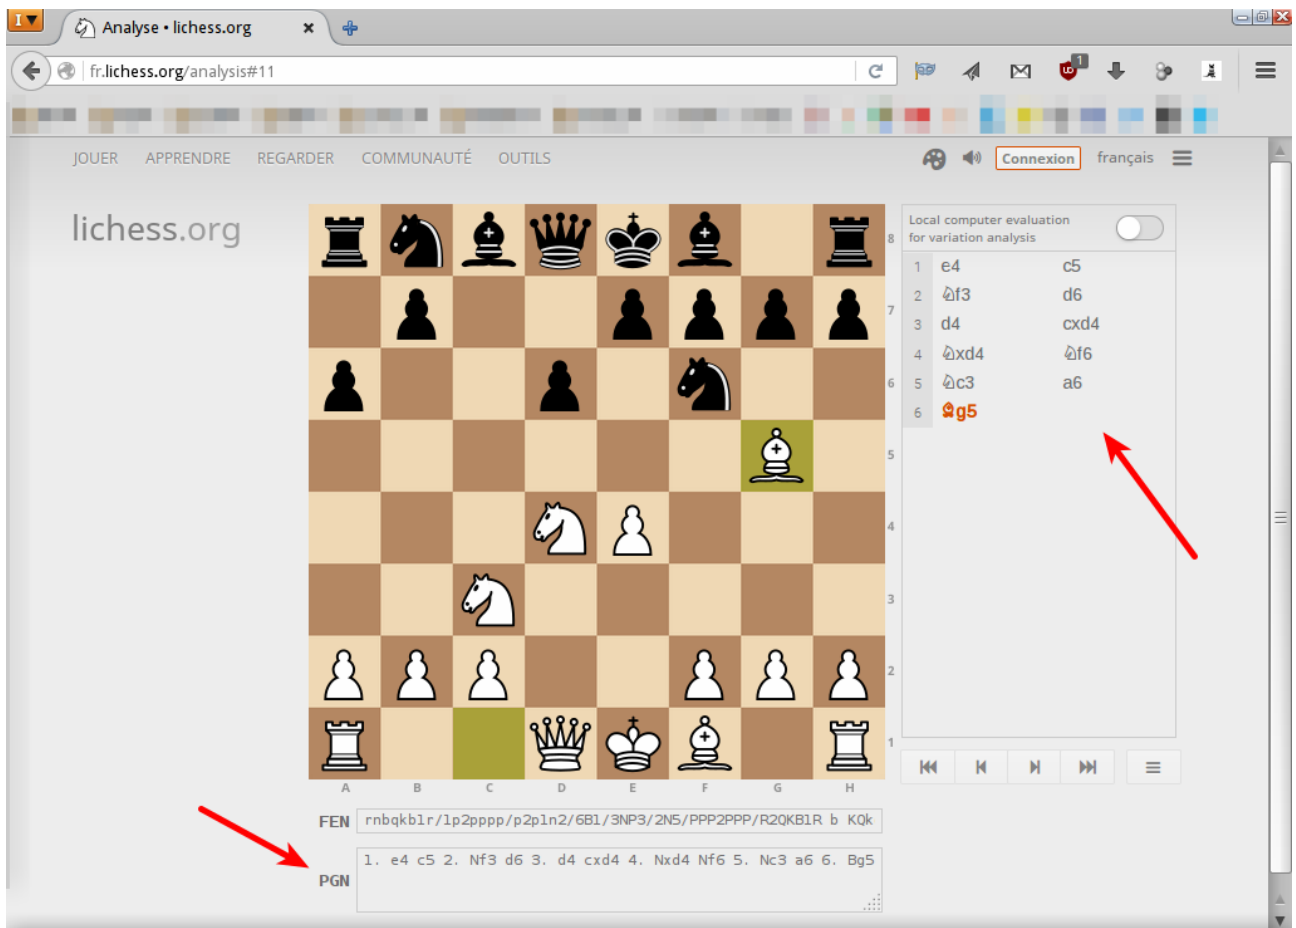 I
Analyse • lichess.org
fr.lichess.org/analysis#11
1
JOUER APPRENDRE REGARDER COMMUNAUTÉ OUTILS
Connexion français
lichess.org
Local computer evaluation
for variation analysis
1 e4 c5
2 ♘f3 d6
3 d4 cxd4
4 ♘xd4 ♘f6
5 ♘c3 a6
6 ♗g5
8
7
6
5
4
3
2
1
A B C D E F G H
FEN rnbqkb1r/1p2pppp/p2p1n2/6B1/3NP3/2N5/PPP2PPP/R2QKB1R b KQk
PGN 1. e4 c5 2. Nf3 d6 3. d4 cxd4 4. Nxd4 Nf6 5. Nc3 a6 6. Bg5